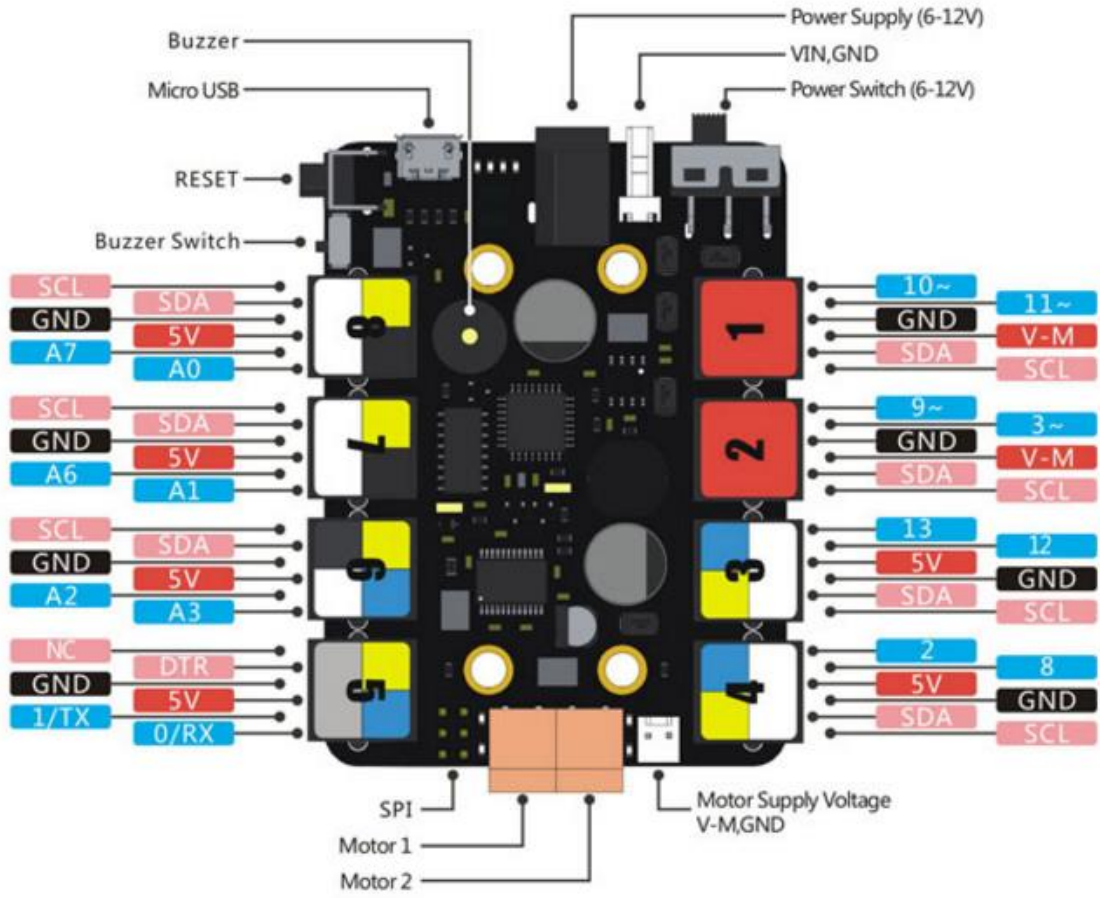 Buzzer
Micro USB
RESET
Buzzer Switch
Power Supply (6-12V)
VIN,GND
Power Switch (6-12V)
SCL
SDA
GND
5V
A7
A0
8
SCL
SDA
GND
5V
A6
A1
7
SCL
SDA
GND
5V
A2
A3
6
NC
DTR
GND
5V
1/TX
0/RX
5
1
10~
11~
GND
V-M
SDA
SCL
2
9~
3~
GND
V-M
SDA
SCL
3
13
12
5V
GND
SDA
SCL
4
2
8
5V
GND
SDA
SCL
SPI
Motor 1
Motor 2
Motor Supply Voltage
V-M,GND